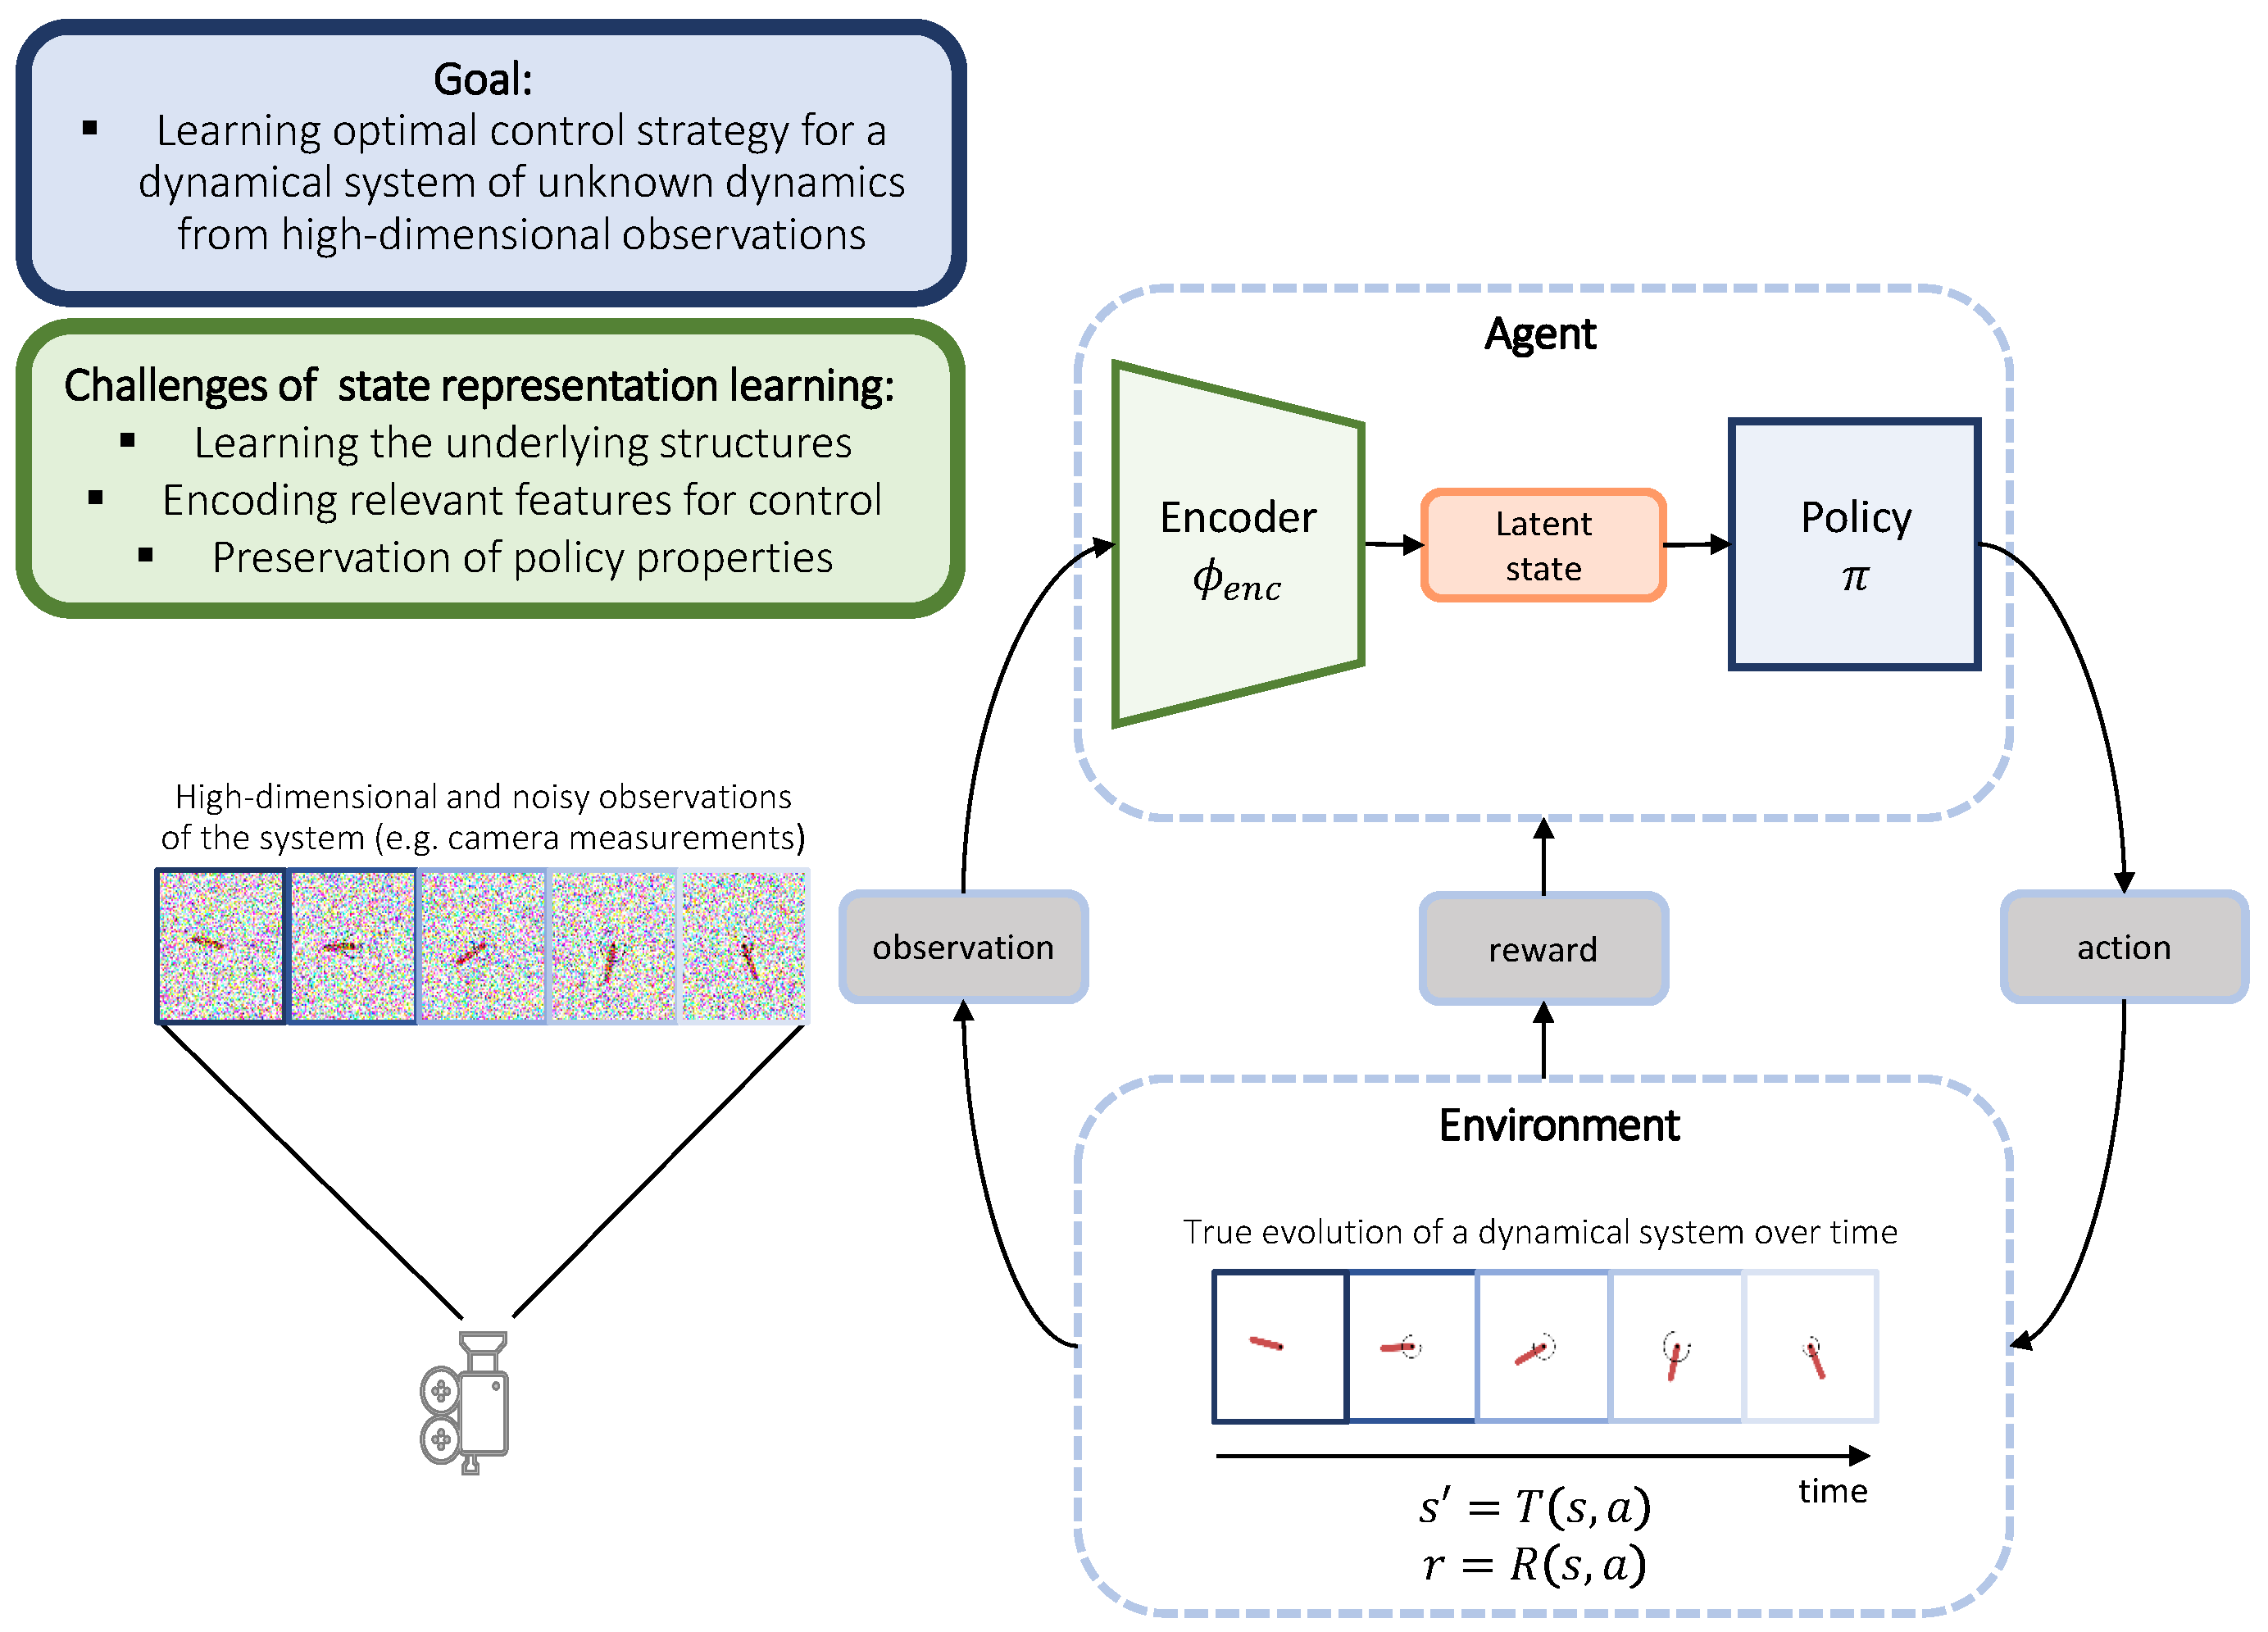 Goal:
▪ Learning optimal control strategy for a
dynamical system of unknown dynamics
from high-dimensional observations
Challenges of state representation learning:
▪ Learning the underlying structures
▪ Encoding relevant features for control
▪ Preservation of policy properties
Agent
Encoder
ϕ_enc
Latent
state
Policy
π
High-dimensional and noisy observations
of the system (e.g. camera measurements)
observation
reward
action
Environment
True evolution of a dynamical system over time
time
s′ = T(s, a)
r = R(s, a)